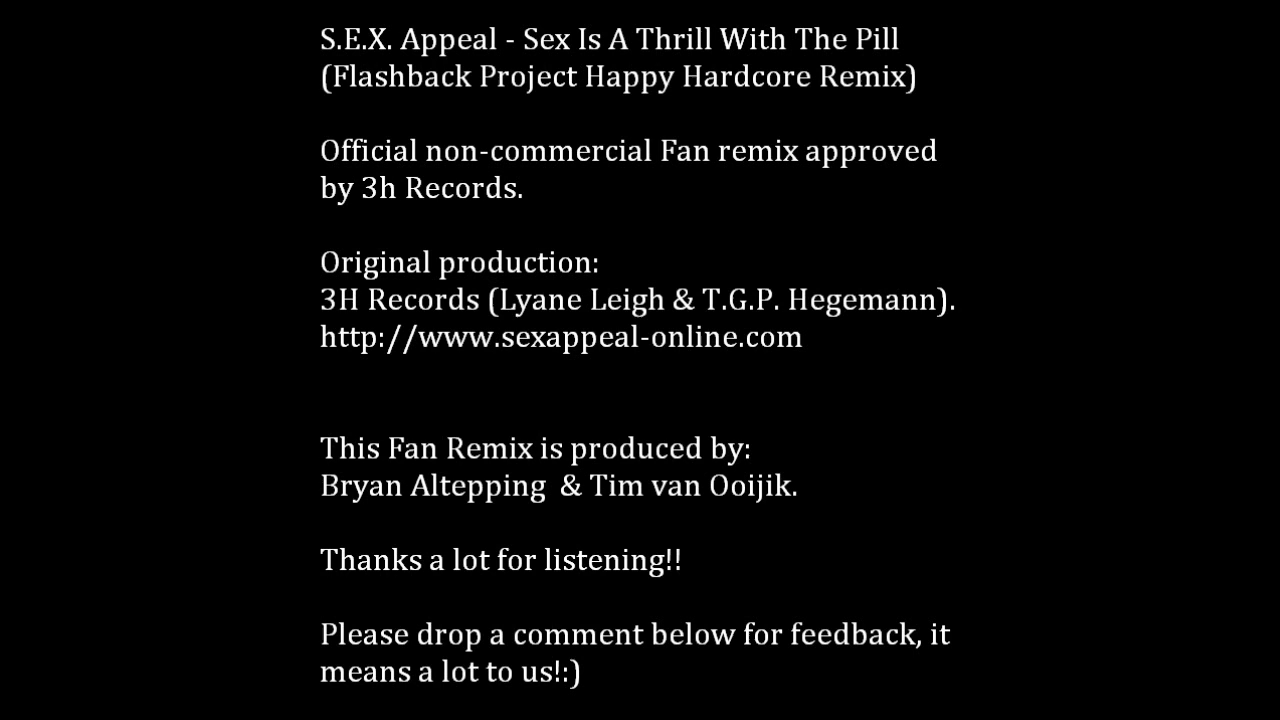 S.E.X. Appeal - Sex Is A Thrill With The Pill
(Flashback Project Happy Hardcore Remix)
Official non-commercial Fan remix approved
by 3h Records.
Original production:
3H Records (Lyane Leigh & T.G.P. Hegemann).
http://www.sexappeal-online.com
This Fan Remix is produced by:
Bryan Altepping  & Tim van Ooijik.
Thanks a lot for listening!!
Please drop a comment below for feedback, it
means a lot to us!:)